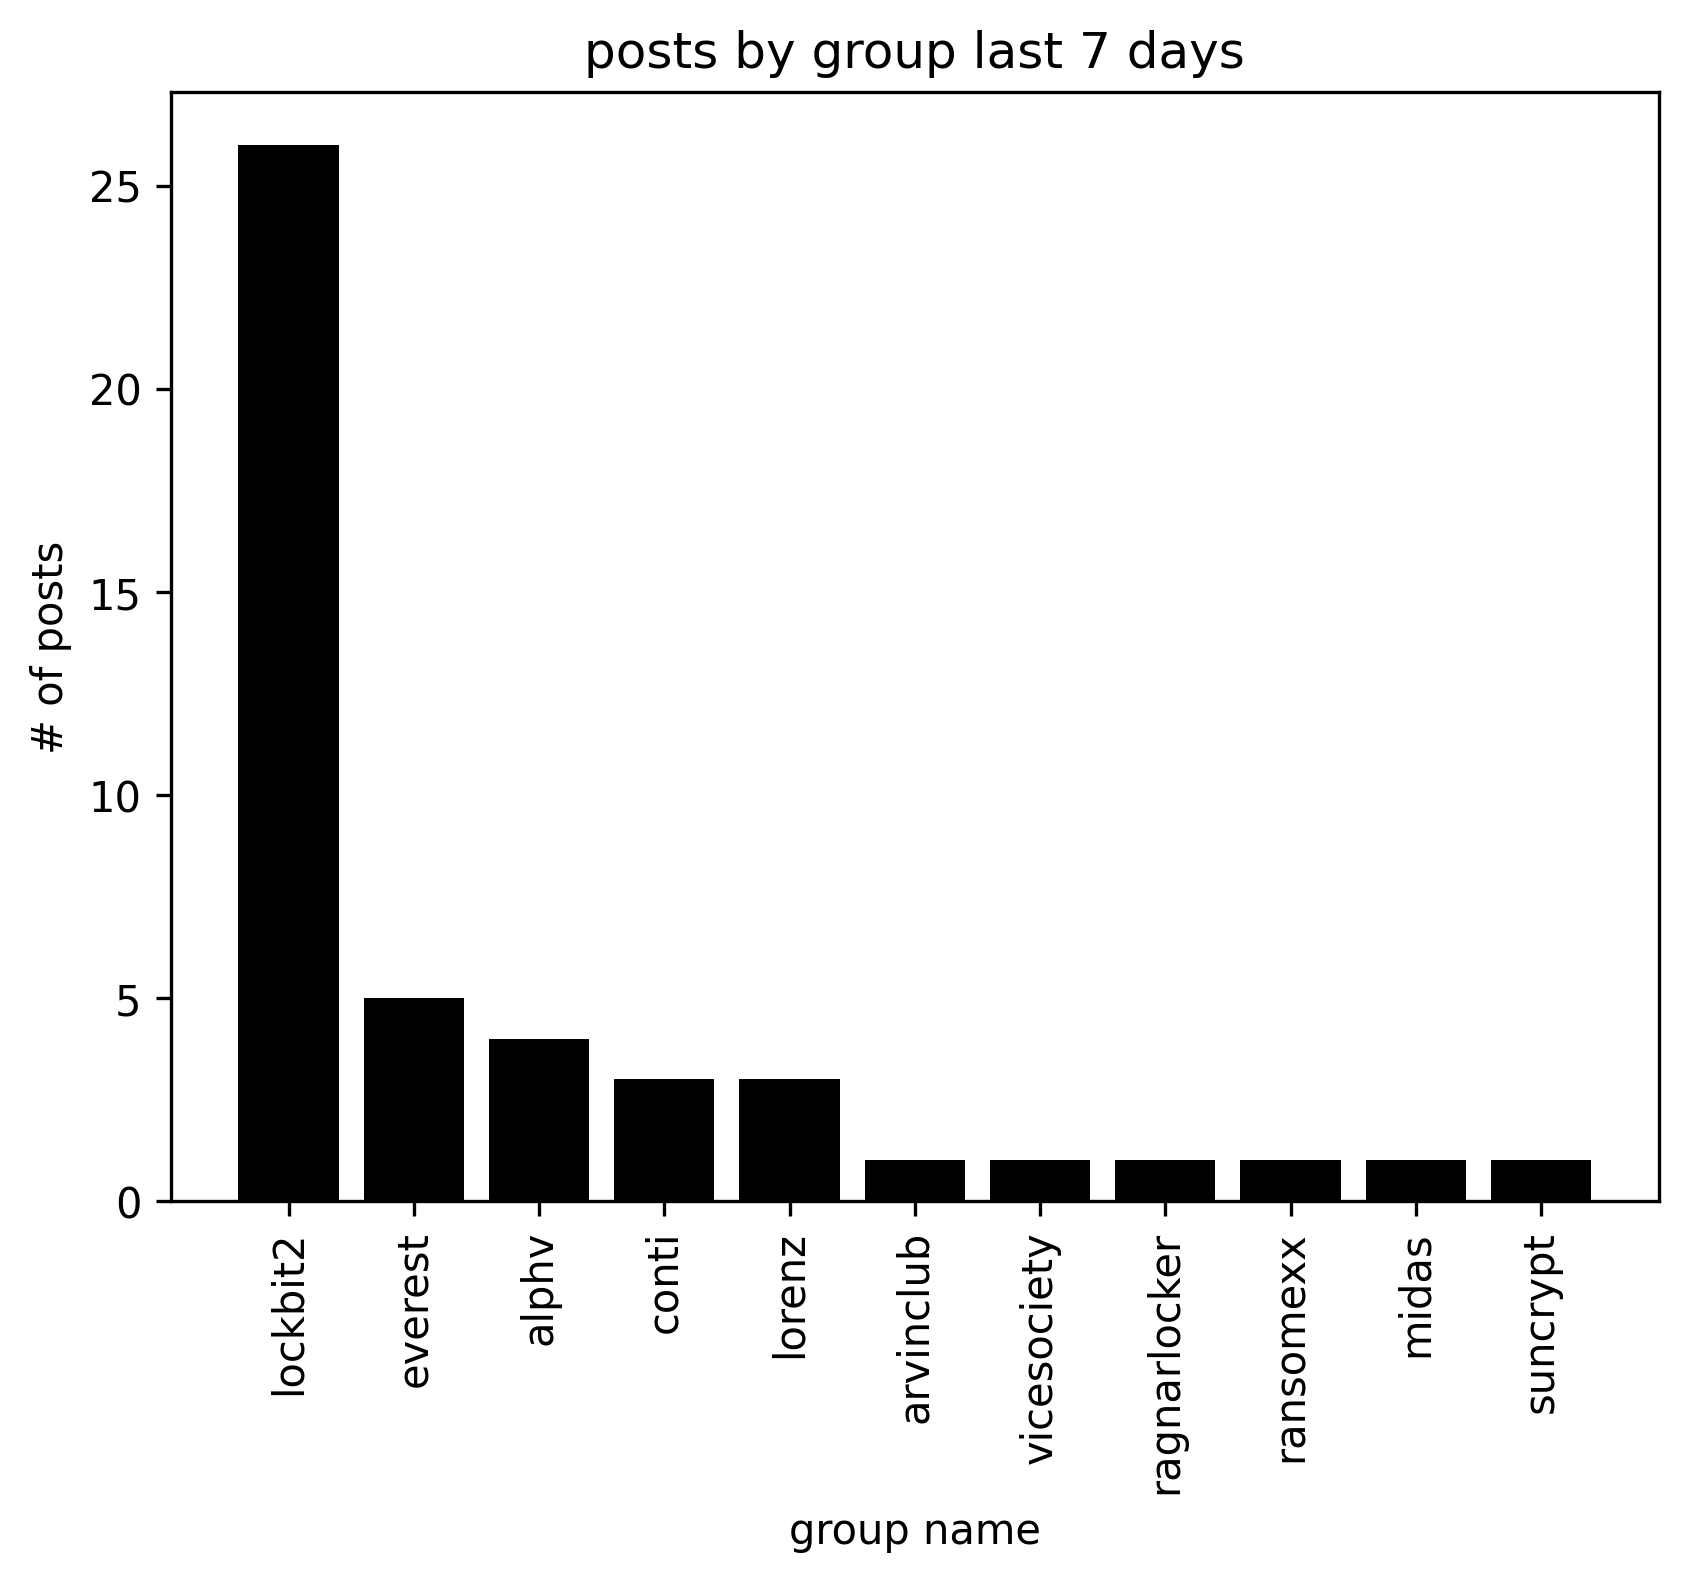 posts by group last 7 days
# of posts
25
20
15
10
5
0
lockbit2
everest
alphv
conti
lorenz
arvinclub
vicesociety
ragnarlocker
ransomexx
midas
suncrypt
group name